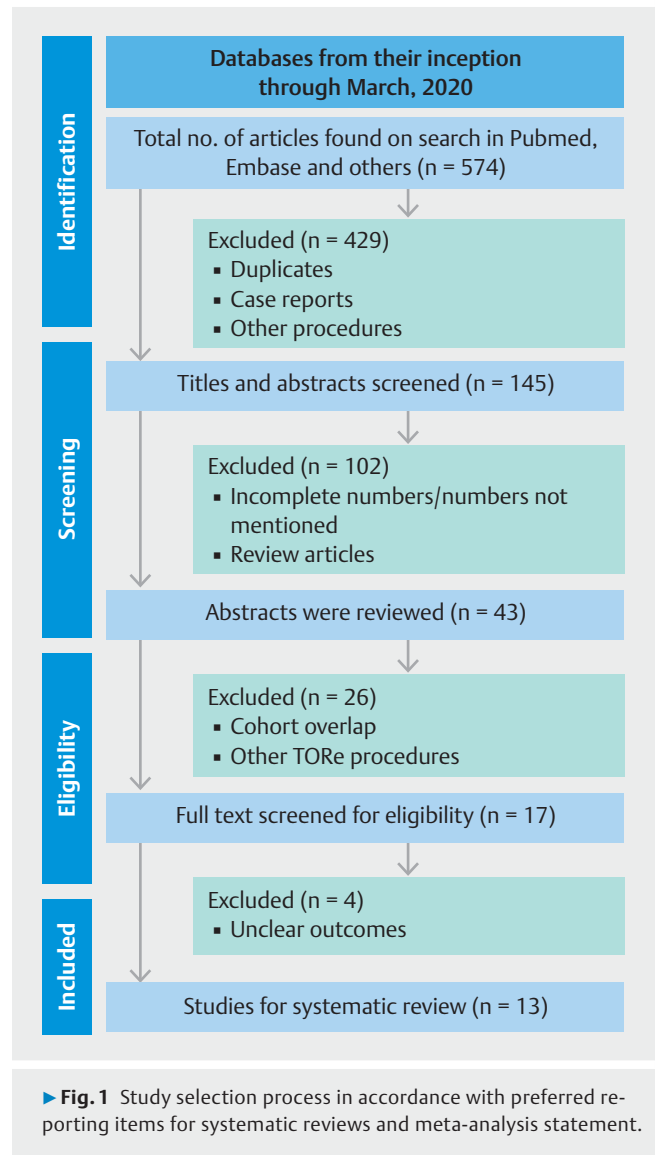 Identification
Databases from their inception
through March, 2020
Total no. of articles found on search in Pubmed,
Embase and others (n = 574)
Excluded (n = 429)
▪ Duplicates
▪ Case reports
▪ Other procedures
Screening
Titles and abstracts screened (n = 145)
Excluded (n = 102)
▪ Incomplete numbers/numbers not
mentioned
▪ Review articles
Abstracts were reviewed (n = 43)
Eligibility
Excluded (n = 26)
▪ Cohort overlap
▪ Other TORe procedures
Full text screened for eligibility (n = 17)
Included
Excluded (n = 4)
▪ Unclear outcomes
Studies for systematic review (n = 13)
▶ Fig. 1 Study selection process in accordance with preferred re-
porting items for systematic reviews and meta-analysis statement.